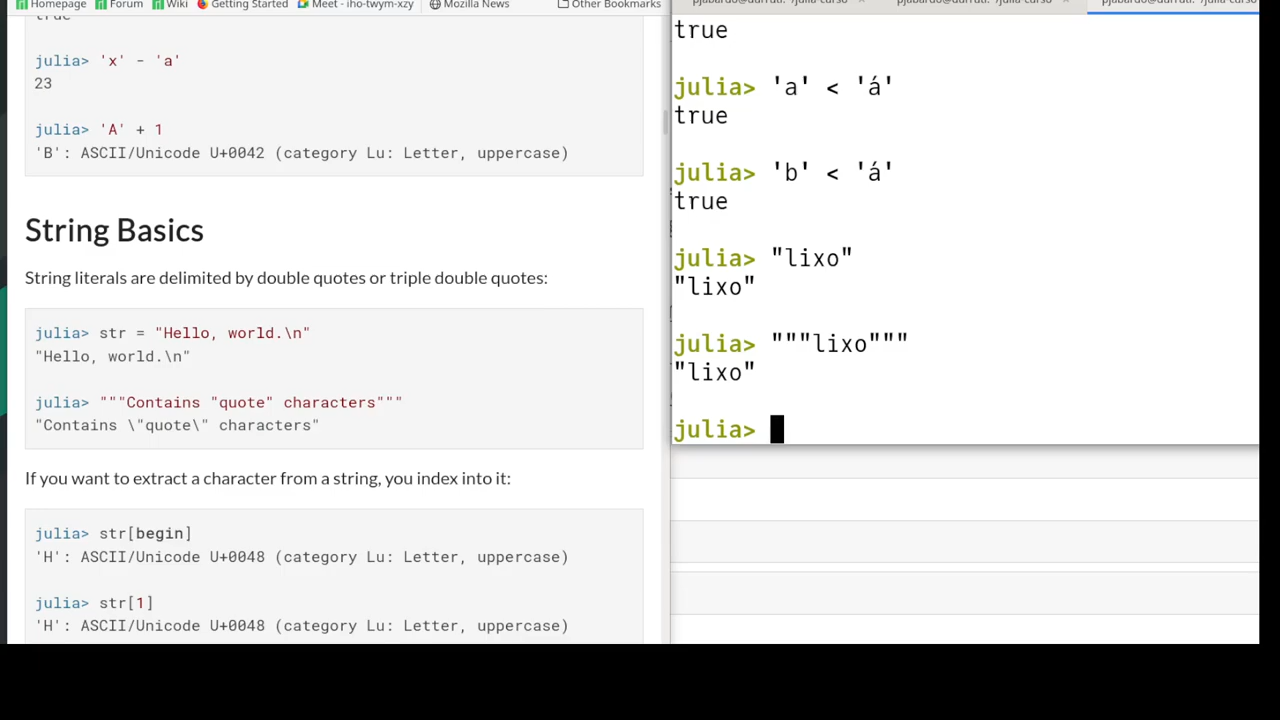 Homepage Forum Wiki Getting Started Meet - iho-twym-xzy Mozilla News Other Bookmarks
true
julia> 'x' - 'a'
23
julia> 'A' + 1
'B': ASCII/Unicode U+0042 (category Lu: Letter, uppercase)
String Basics
String literals are delimited by double quotes or triple double quotes:
julia> str = "Hello, world.\n"
"Hello, world.\n"
julia> """Contains "quote" characters"""
"Contains \"quote\" characters"
If you want to extract a character from a string, you index into it:
julia> str[begin]
'H': ASCII/Unicode U+0048 (category Lu: Letter, uppercase)
julia> str[1]
'H': ASCII/Unicode U+0048 (category Lu: Letter, uppercase)
true
julia> 'a' < 'á'
true
julia> 'b' < 'á'
true
julia> "lixo"
"lixo"
julia> """lixo"""
"lixo"
julia>